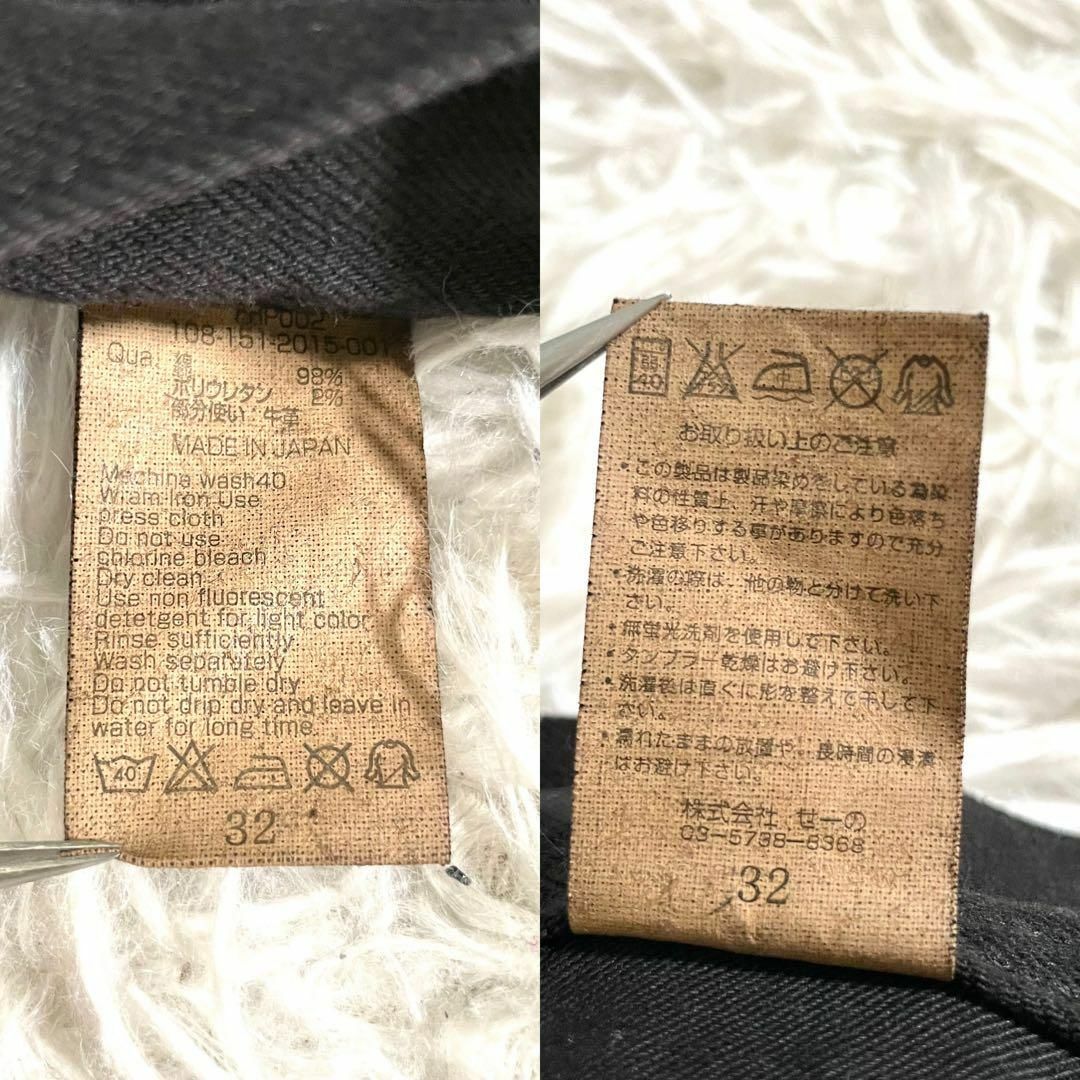 108-151-2015-001
Qua. 綿 98%
ポリウレタン 2%
部分使い 牛革
MADE IN JAPAN
Mechina wash40
Wram Iron Use
press cloth
Do not use
chlorine bleach
Dry clean
Use non fluorescent
detetgent for light color
Rinse sufficiently
Wash sepalately
Do not tumble dry
Do not drip dry and leave in
water for long time.
40
32
弱
40
中
お取り扱い上のご注意
・この製品は製品染めをしている為染
料の性質上、汗や摩擦により色落ち
や色移りする事がありますので充分
ご注意下さい。
・洗濯の際は、他の物と分けて洗い下
さい。
・無蛍光洗剤を使用して下さい。
・タンブラー乾燥はお避け下さい。
・洗濯後は直ぐに形を整えて干して下
さい。
・濡れたままの放置や、長時間の浸漬
はお避け下さい。
株式会社 せーの
03-5738-8368
32